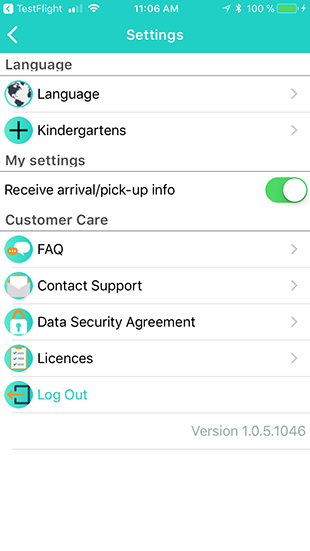 TestFlight 11:06 AM 100 %
Settings
Language
Language
Kindergartens
My settings
Receive arrival/pick-up info
Customer Care
FAQ
Contact Support
Data Security Agreement
Licences
Log Out
Version 1.0.5.1046